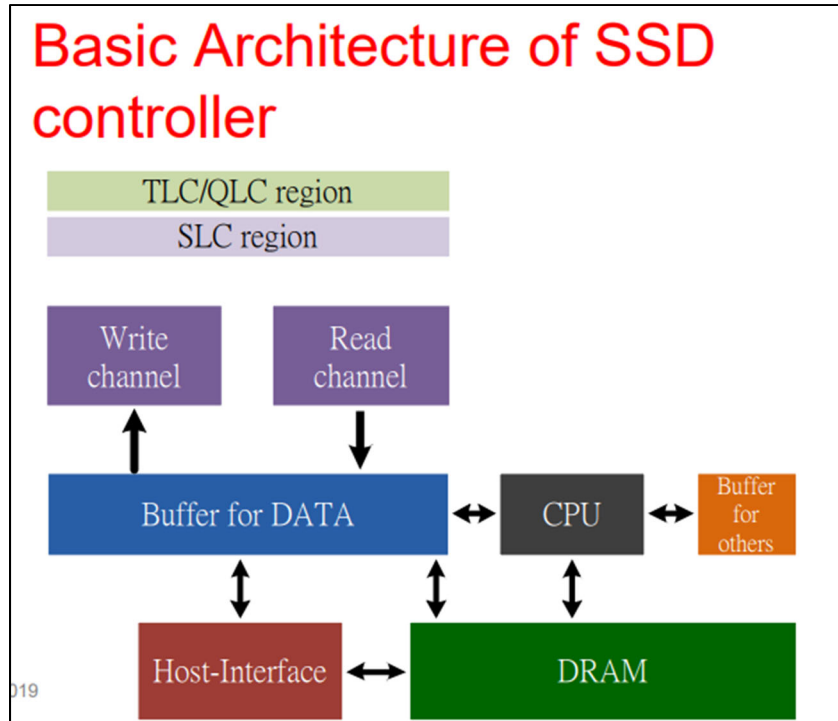 Basic Architecture of SSD
controller
TLC/QLC region
SLC region
Write
channel
Read
channel
Buffer for DATA
CPU
Buffer
for
others
Host-Interface
DRAM
019